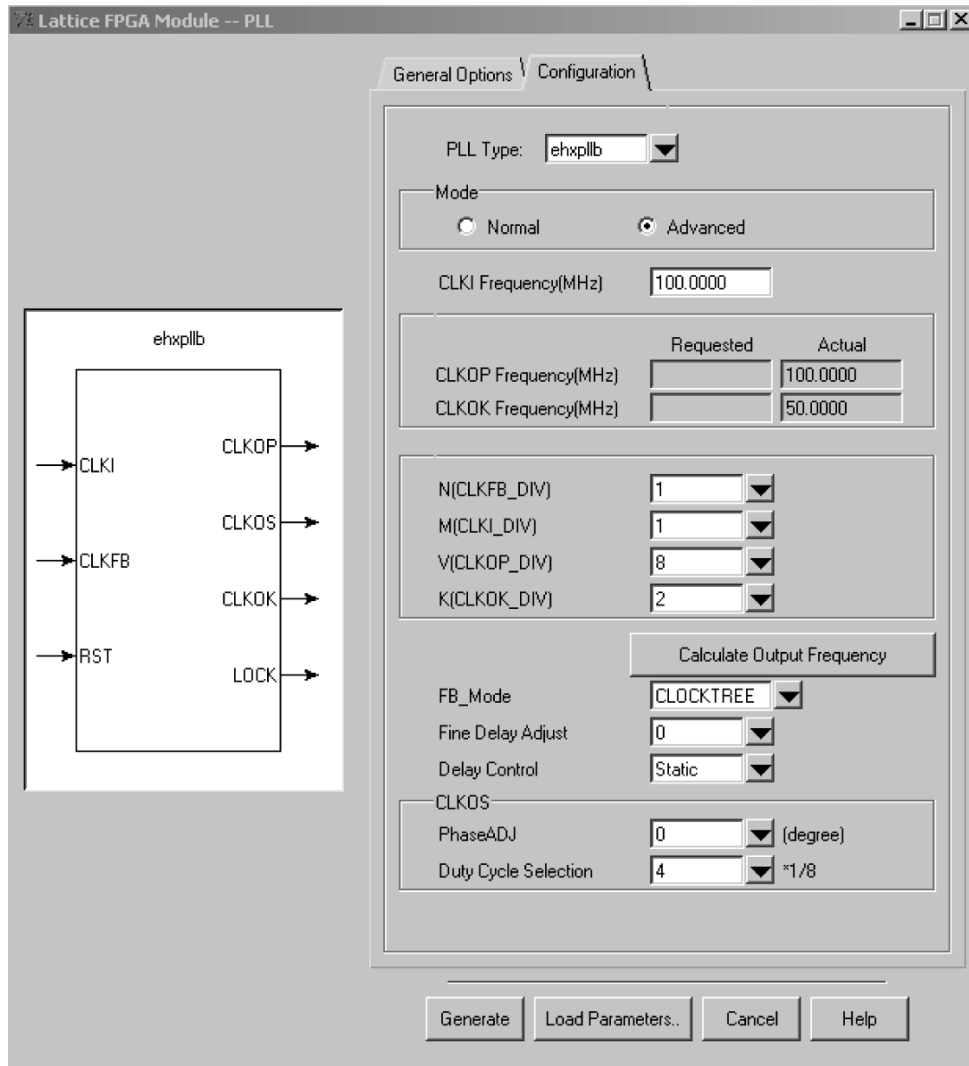 Lattice FPGA Module -- PLL
General Options
Configuration
PLL Type: ehxpllb
Mode
Normal
Advanced
CLKI Frequency(MHz) 100.0000
Requested Actual
CLKOP Frequency(MHz) 100.0000
CLKOK Frequency(MHz) 50.0000
N(CLKFB_DIV) 1
M(CLKI_DIV) 1
V(CLKOP_DIV) 8
K(CLKOK_DIV) 2
Calculate Output Frequency
FB_Mode CLOCKTREE
Fine Delay Adjust 0
Delay Control Static
CLKOS
PhaseADJ 0 (degree)
Duty Cycle Selection 4 *1/8
ehxpllb
CLKI
CLKFB
RST
CLKOP
CLKOS
CLKOK
LOCK
Generate
Load Parameters..
Cancel
Help